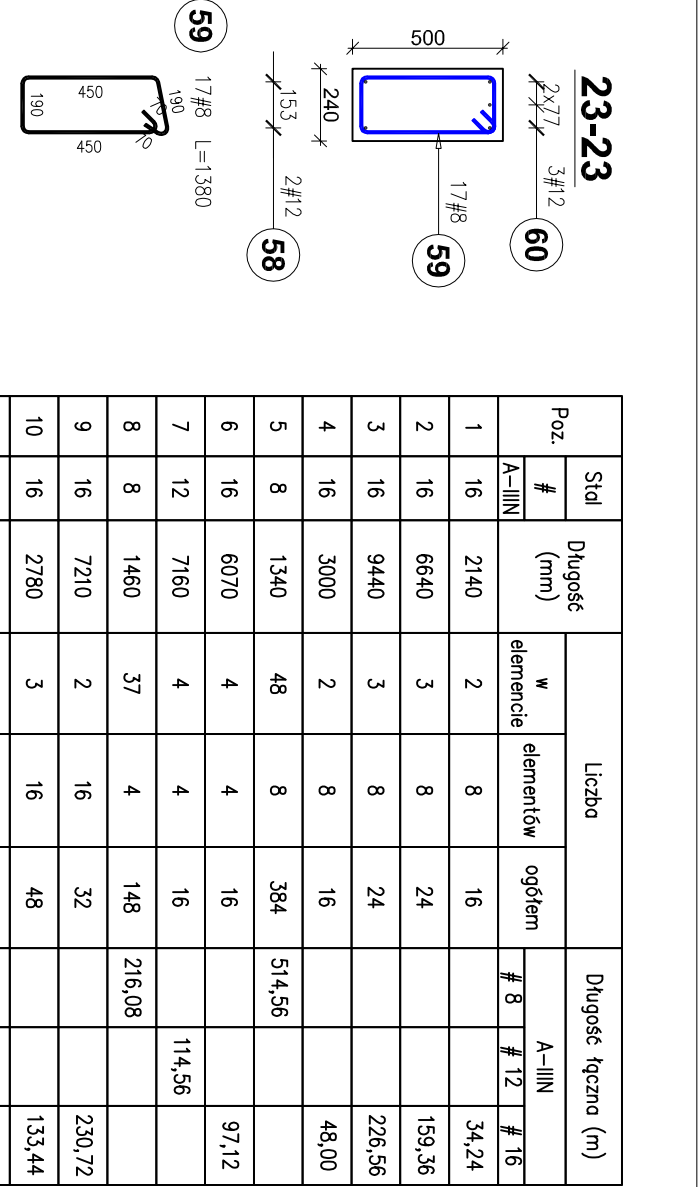 23-23
2x77
3#12
60
500
17#8
59
240
153
2#12
58
59
17#8 L=1380
450
190
190
70
70
450
Poz. Stal Długość (mm) Liczba Długość łączna (m)
# A-IIIN w elemencie elementów ogółem A-IIIN
# 8 # 12 # 16
1 16 2140 2 8 16 34,24
2 16 6640 3 8 24 159,36
3 16 9440 3 8 24 226,56
4 16 3000 2 8 16 48,00
5 8 1340 48 8 384 514,56
6 16 6070 4 4 16 97,12
7 12 7160 4 4 16 114,56
8 8 1460 37 4 148 216,08
9 16 7210 2 16 32 230,72
10 16 2780 3 16 48 133,44